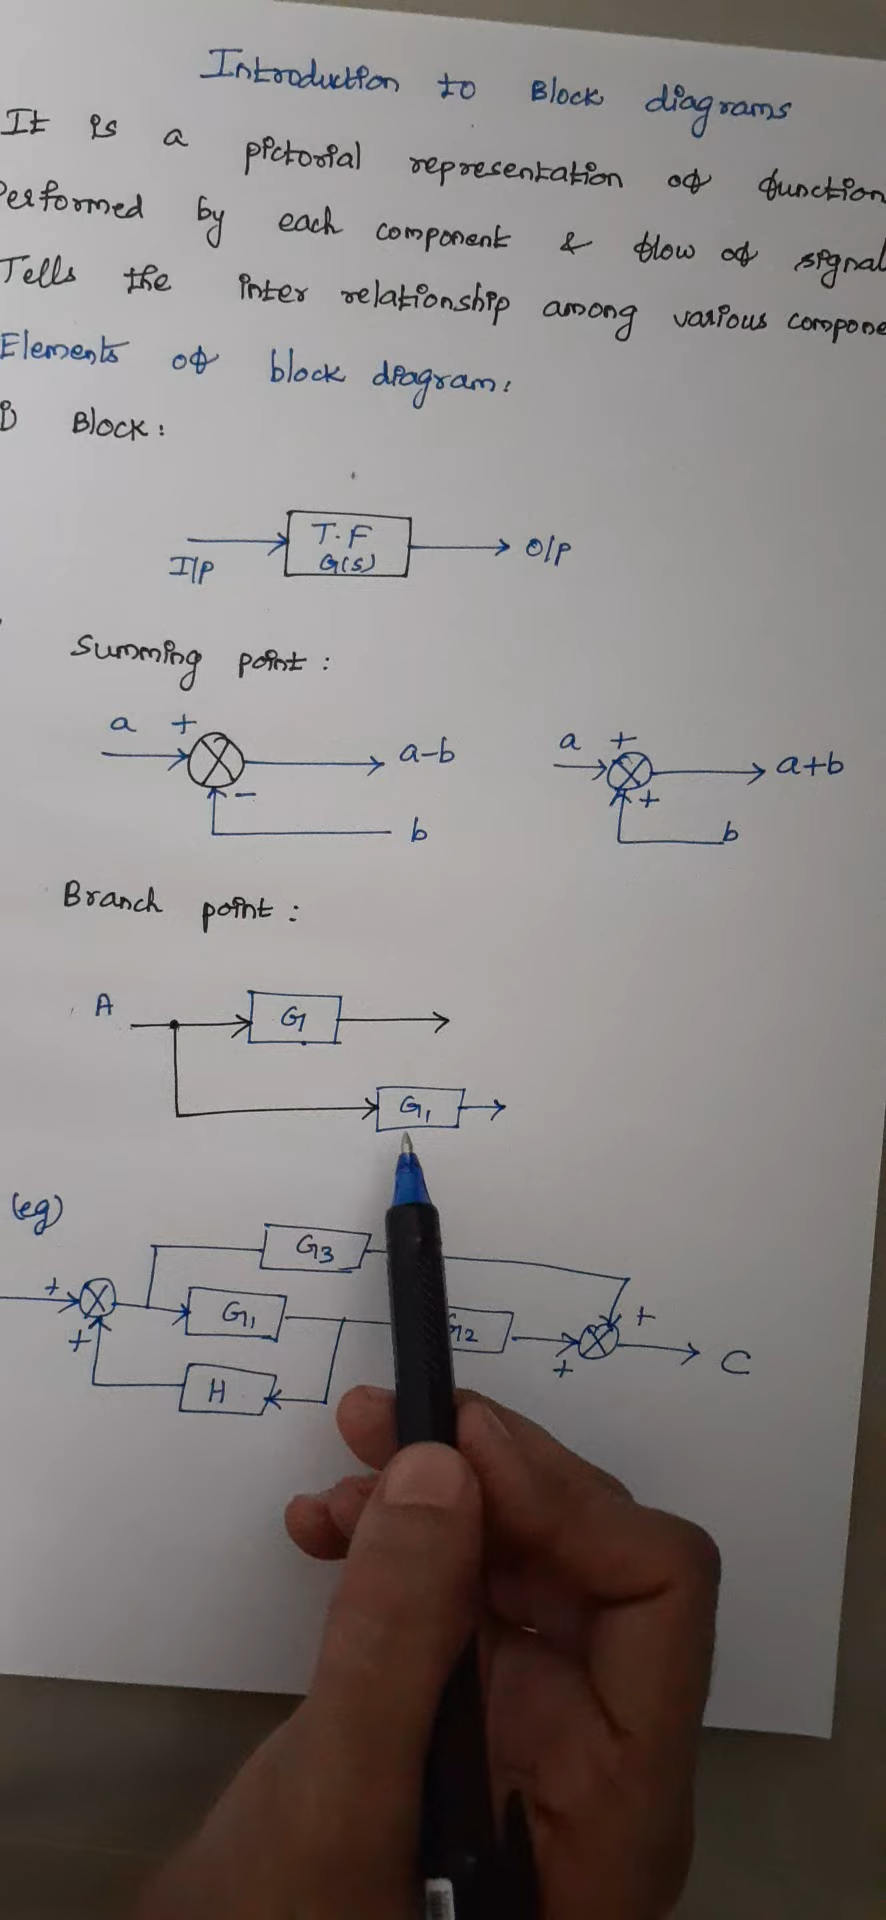 Introduction to Block diagrams
It is a pictorial representation of function
Performed by each component & flow of signal
Tells the inter relationship among various compone
Elements of block diagram:
Block:
I/P
T.F
G(s)
O/P
Summing point:
a + a-b
- b
a + a+b
+ b
Branch point:
A G
G1
(eg)
G3
+ G1 G2 +
+ H + C